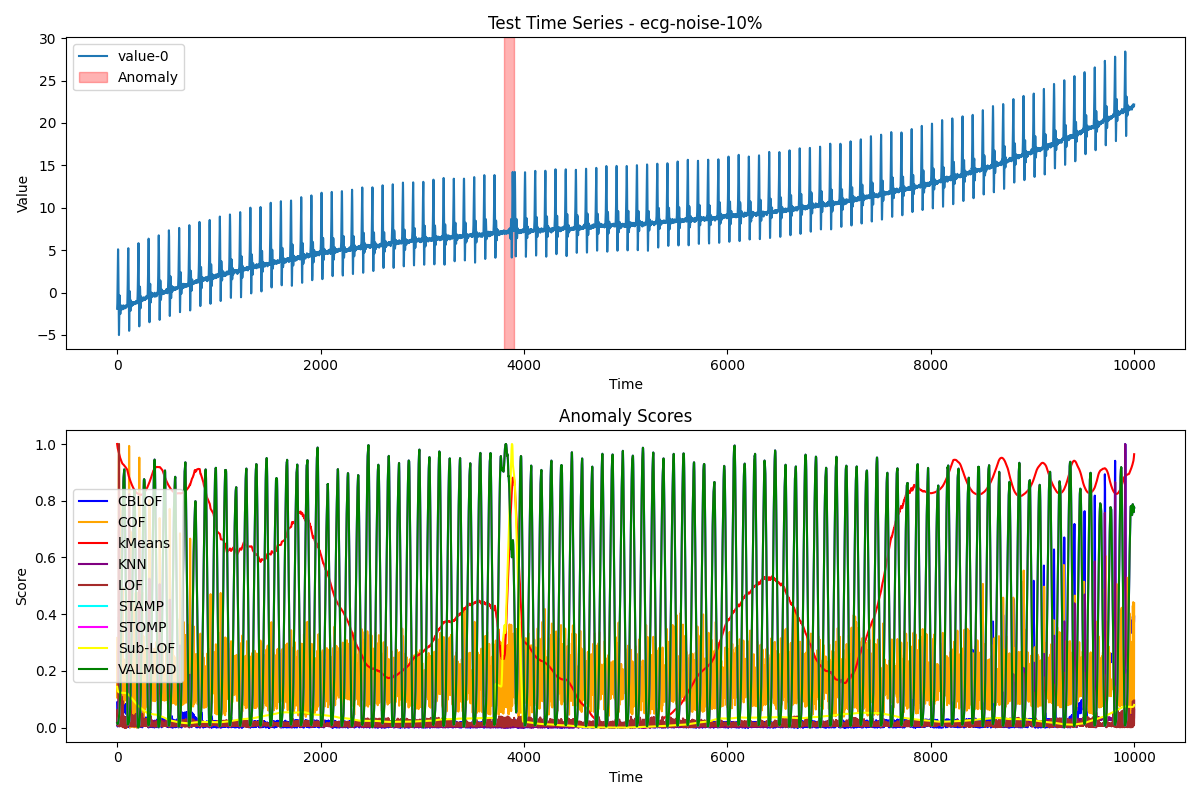 Test Time Series - ecg-noise-10%
30
25
20
15
10
5
0
−5
Value
value-0
Anomaly
0
2000
4000
6000
8000
10000
Time
Anomaly Scores
1.0
0.8
0.6
0.4
0.2
0.0
Score
CBLOF
COF
kMeans
KNN
LOF
STAMP
STOMP
Sub-LOF
VALMOD
0
2000
4000
6000
8000
10000
Time